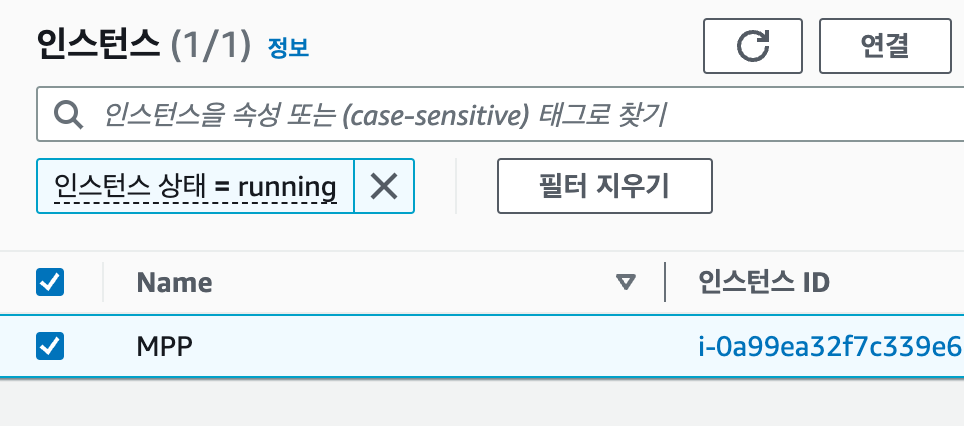 인스턴스 (1/1) 정보
연결
인스턴스을 속성 또는 (case-sensitive) 태그로 찾기
인스턴스 상태 = running
필터 지우기
Name 인스턴스 ID
MPP i-0a99ea32f7c339e6